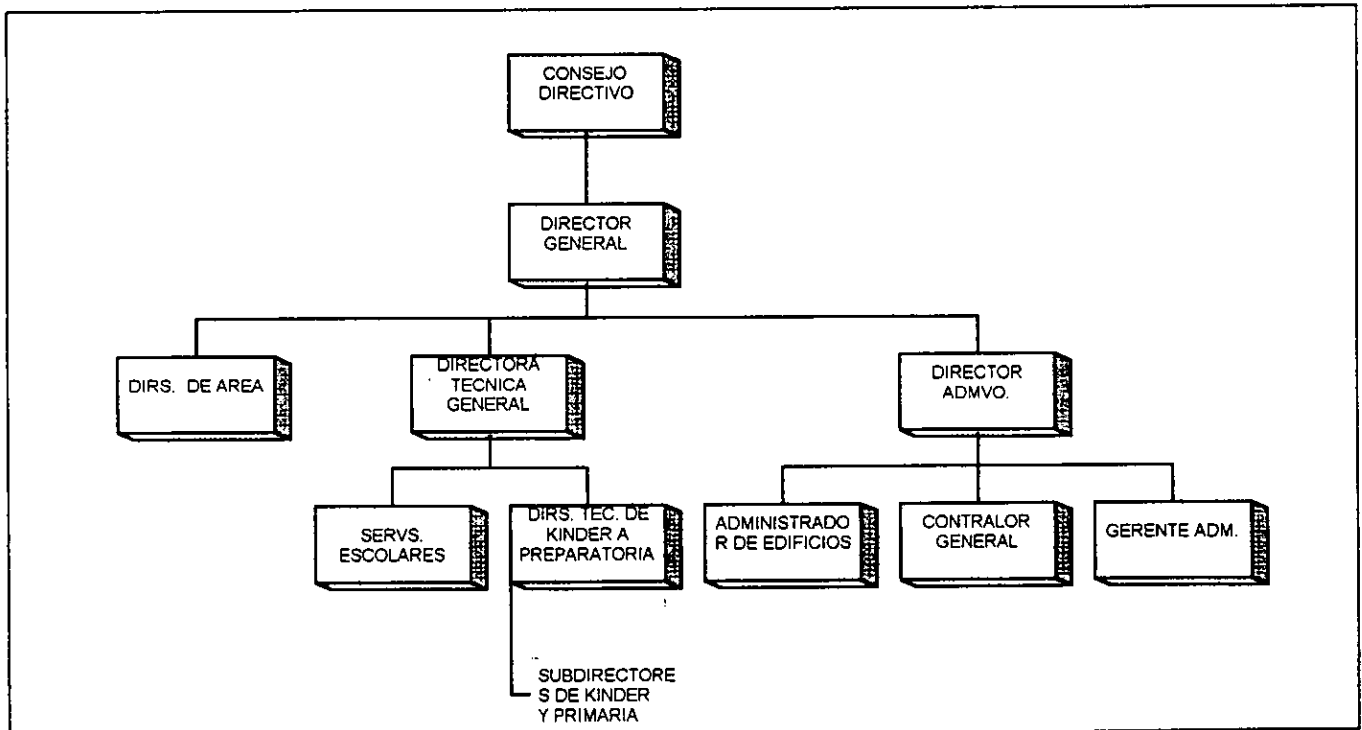 CONSEJO
DIRECTIVO
DIRECTOR
GENERAL
DIRS. DE AREA
DIRECTORA
TECNICA
GENERAL
DIRECTOR
ADMVO.
SERVS.
ESCOLARES
DIRS. TEC. DE
KINDER A
PREPARATORIA
ADMINISTRADO
R DE EDIFICIOS
CONTRALOR
GENERAL
GERENTE ADM.
SUBDIRECTORE
S DE KINDER
Y PRIMARIA